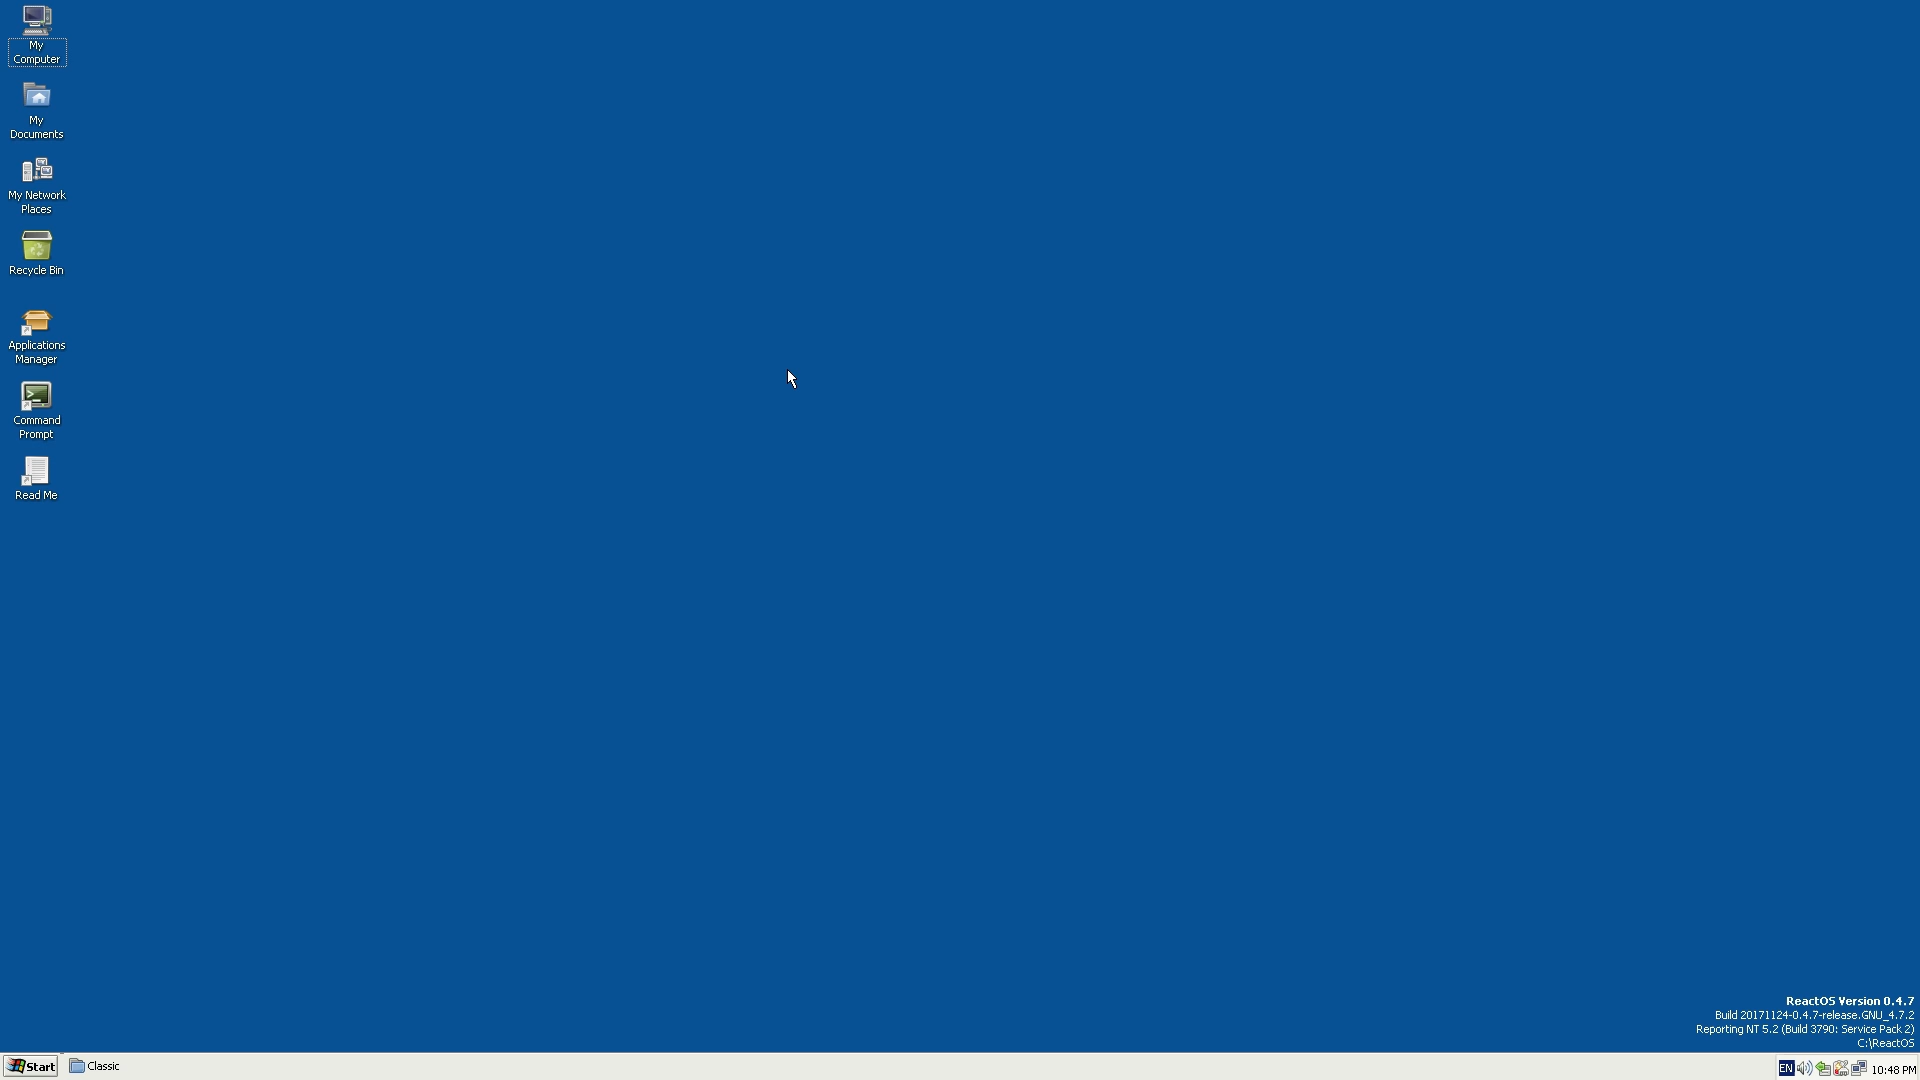 My
Computer
My
Documents
My Network
Places
Recycle Bin
Applications
Manager
Command
Prompt
Read Me
ReactOS Version 0.4.7
Build 20171124-0.4.7-release.GNU_4.7.2
Reporting NT 5.2 (Build 3790: Service Pack 2)
C:\ReactOS
Start
Classic
EN
10:48 PM